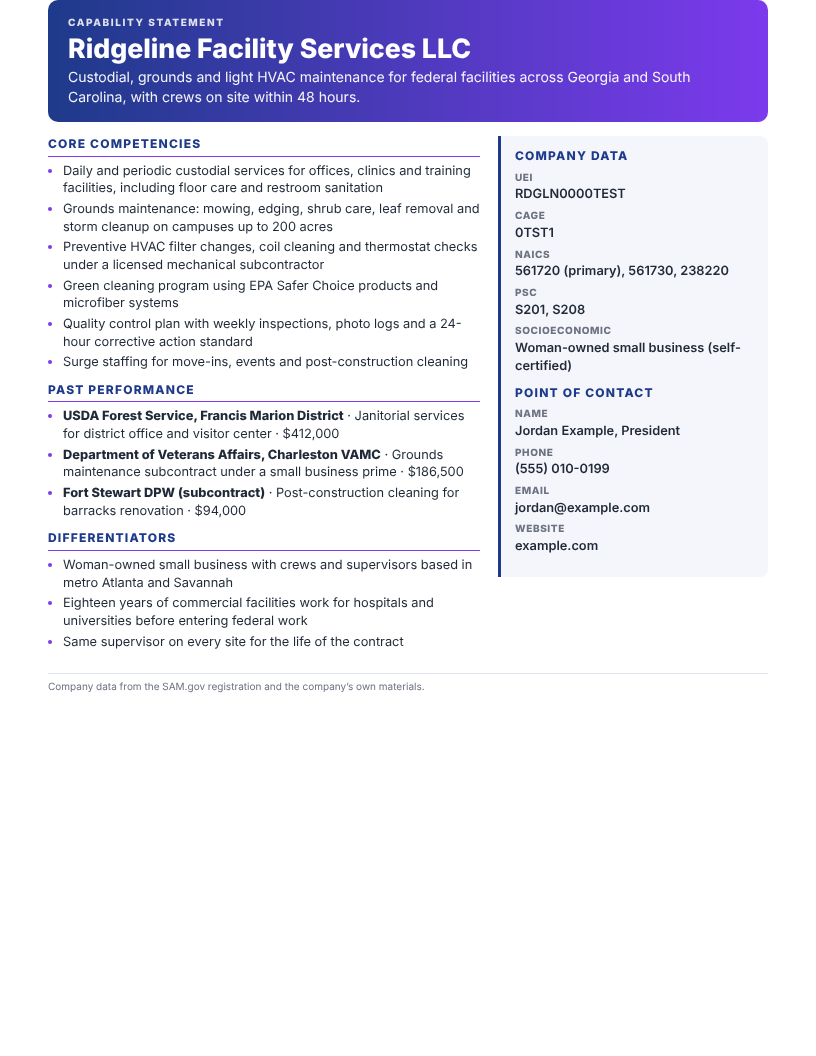 CAPABILITY STATEMENT
Ridgeline Facility Services LLC
Custodial, grounds and light HVAC maintenance for federal facilities across Georgia and South
Carolina, with crews on site within 48 hours.
CORE COMPETENCIES
• Daily and periodic custodial services for offices, clinics and training
facilities, including floor care and restroom sanitation
• Grounds maintenance: mowing, edging, shrub care, leaf removal and
storm cleanup on campuses up to 200 acres
• Preventive HVAC filter changes, coil cleaning and thermostat checks
under a licensed mechanical subcontractor
• Green cleaning program using EPA Safer Choice products and
microfiber systems
• Quality control plan with weekly inspections, photo logs and a 24-
hour corrective action standard
• Surge staffing for move-ins, events and post-construction cleaning
PAST PERFORMANCE
• USDA Forest Service, Francis Marion District · Janitorial services
for district office and visitor center · $412,000
• Department of Veterans Affairs, Charleston VAMC · Grounds
maintenance subcontract under a small business prime · $186,500
• Fort Stewart DPW (subcontract) · Post-construction cleaning for
barracks renovation · $94,000
DIFFERENTIATORS
• Woman-owned small business with crews and supervisors based in
metro Atlanta and Savannah
• Eighteen years of commercial facilities work for hospitals and
universities before entering federal work
• Same supervisor on every site for the life of the contract
COMPANY DATA
UEI
RDGLN0000TEST
CAGE
0TST1
NAICS
561720 (primary), 561730, 238220
PSC
S201, S208
SOCIOECONOMIC
Woman-owned small business (self-
certified)
POINT OF CONTACT
NAME
Jordan Example, President
PHONE
(555) 010-0199
EMAIL
jordan@example.com
WEBSITE
example.com
Company data from the SAM.gov registration and the company's own materials.